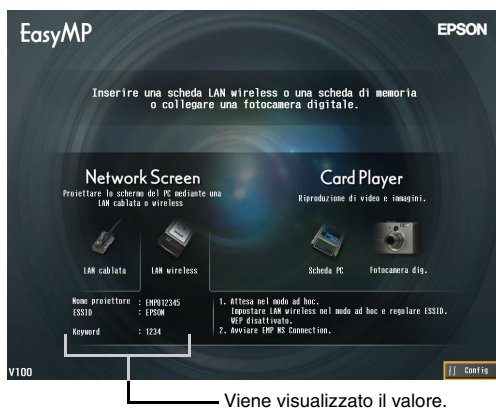 EasyMP
EPSON
Inserire una scheda LAN wireless o una scheda di memoria
o collegare una fotocamera digitale.
Network Screen
Proiettare lo schermo del PC mediante una
LAN cablata o wireless
LAN cablata
LAN wireless
Card Player
Riproduzione di video e immagini.
Scheda PC
Fotocamera dig.
Nome proiettore : EMP012345
ESSID : EPSON
Keyword : 1234
1. Attesa nel modo ad hoc.
Impostare LAN wireless nel modo ad hoc e regolare ESSID.
WEP disattivato.
2. Avviare EMP NS Connection.
V100
Config
Viene visualizzato il valore.